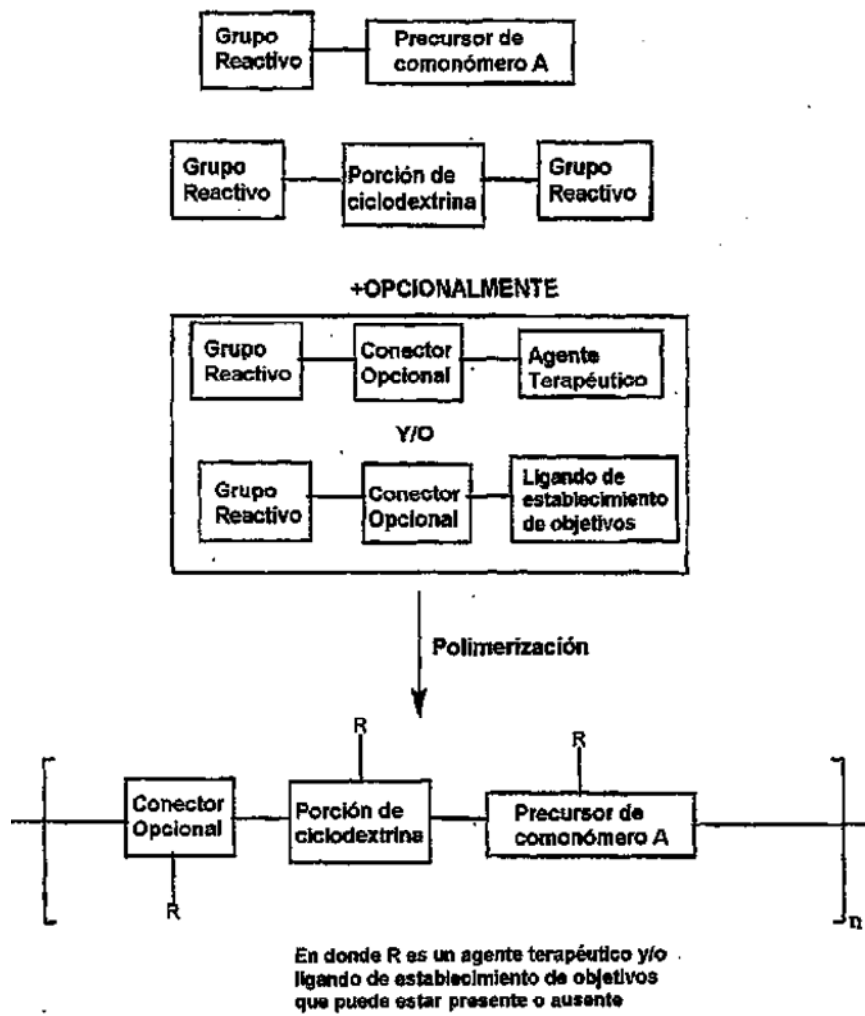 Grupo
Reactivo
Precursor de
comonómero A
Grupo
Reactivo
Porción de
ciclodextrina
Grupo
Reactivo
+OPCIONALMENTE
Grupo
Reactivo
Conector
Opcional
Agente
Terapéutico
Y/O
Grupo
Reactivo
Conector
Opcional
Ligando de
establecimiento
de objetivos
Polimerización
R
R
Conector
Opcional
Porción de
ciclodextrina
Precursor de
comonómero A
R
n
En donde R es un agente terapéutico y/o
ligando de establecimiento de objetivos
que puede estar presente o ausente